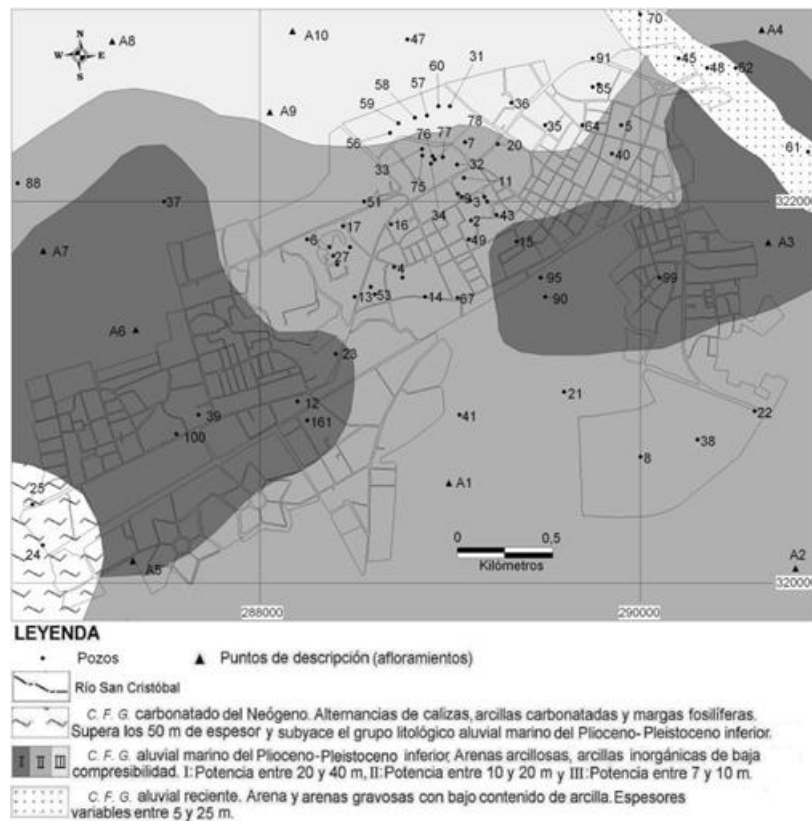 N
W E
S
A8
A10
47
70
A4
91
45
48
52
31
60
57
58
59
56
A9
36
85
35
64
5
78
76
77
7
20
40
61
33
32
75
11
88
37
51
34
9
3
322000
43
2
17
16
6
49
15
A7
27
A3
4
95
99
13
53
14
67
90
A6
23
21
12
39
161
41
22
100
38
8
25
A1
24
A5
0 0,5
Kilómetros
A2
320000
288000
290000
LEYENDA
Pozos
Puntos de descripción (afloramientos)
Río San Cristóbal
C. F. G. carbonatado del Neógeno. Alternancias de calizas, arcillas carbonatadas y margas fosilíferas.
Supera los 50 m de espesor y subyace el grupo litológico aluvial marino del Plioceno-Pleistoceno inferior.
I II III
C. F. G. aluvial marino del Plioceno-Pleistoceno inferior, Arenas arcillosas, arcillas inorgánicas de baja
compresibilidad. I: Potencia entre 20 y 40 m, II: Potencia entre 10 y 20 m y III: Potencia entre 7 y 10 m.
C. F. G. aluvial reciente. Arena y arenas gravosas con bajo contenido de arcilla. Espesores
variables entre 5 y 25 m.